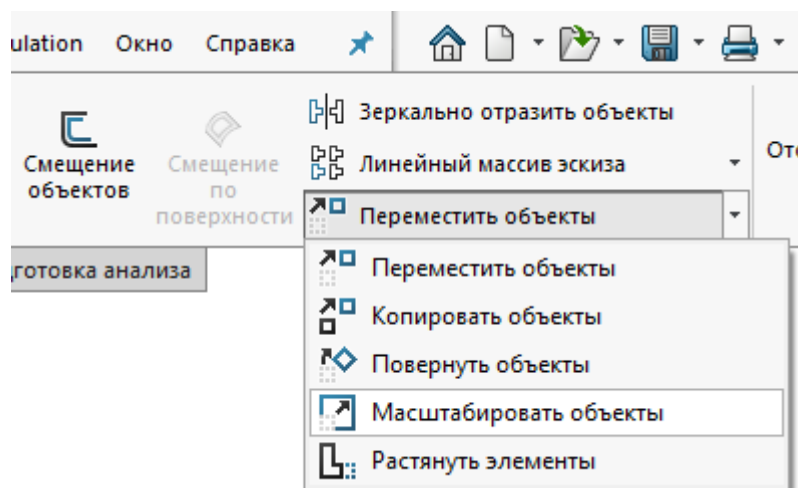 ulation Окно Справка
Зеркально отразить объекты
Смещение объектов
Смещение по поверхности
Линейный массив эскиза
Переместить объекты
готовка анализа
Переместить объекты
Копировать объекты
Повернуть объекты
Масштабировать объекты
Растянуть элементы